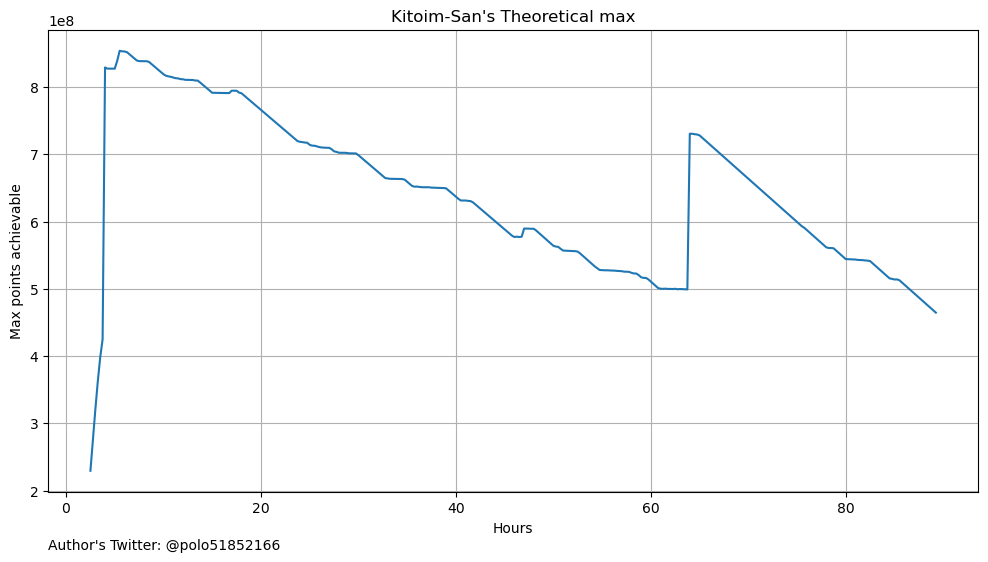 Kitoim-San's Theoretical max
1e8
8
7
6
5
4
3
2
Max points achievable
0 20 40 60 80
Hours
Author's Twitter: @polo51852166